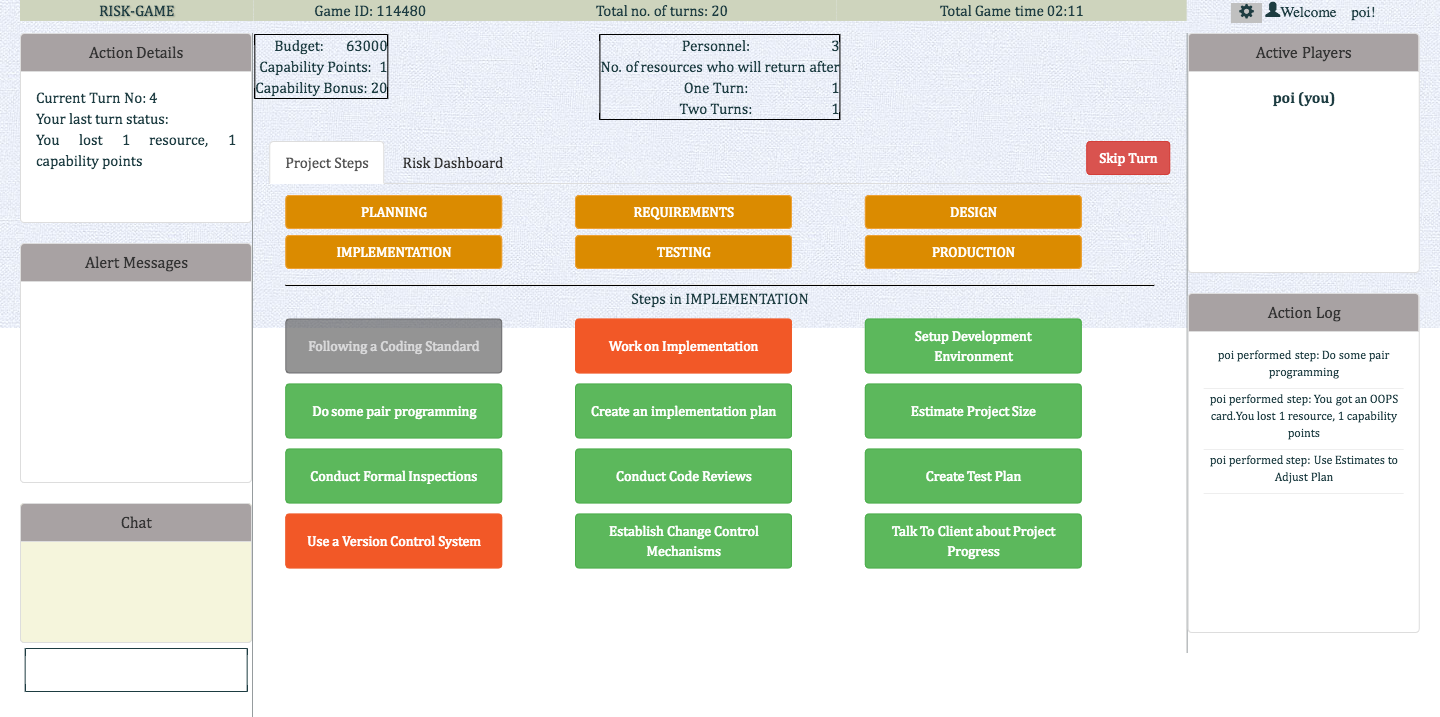 RISK-GAME
Game ID: 114480
Total no. of turns: 20
Total Game time 02:11
Welcome poi!
Action Details
Current Turn No: 4
Your last turn status:
You lost 1 resource, 1
capability points
Alert Messages
Chat
Budget: 63000
Capability Points: 1
Capability Bonus: 20
Personnel: 3
No. of resources who will return after
One Turn: 1
Two Turns: 1
Project Steps
Risk Dashboard
Skip Turn
PLANNING
REQUIREMENTS
DESIGN
IMPLEMENTATION
TESTING
PRODUCTION
Steps in IMPLEMENTATION
Following a Coding Standard
Work on Implementation
Setup Development
Environment
Do some pair programming
Create an implementation plan
Estimate Project Size
Conduct Formal Inspections
Conduct Code Reviews
Create Test Plan
Use a Version Control System
Establish Change Control
Mechanisms
Talk To Client about Project
Progress
Active Players
poi (you)
Action Log
poi performed step: Do some pair
programming
poi performed step: You got an OOPS
card.You lost 1 resource, 1 capability
points
poi performed step: Use Estimates to
Adjust Plan